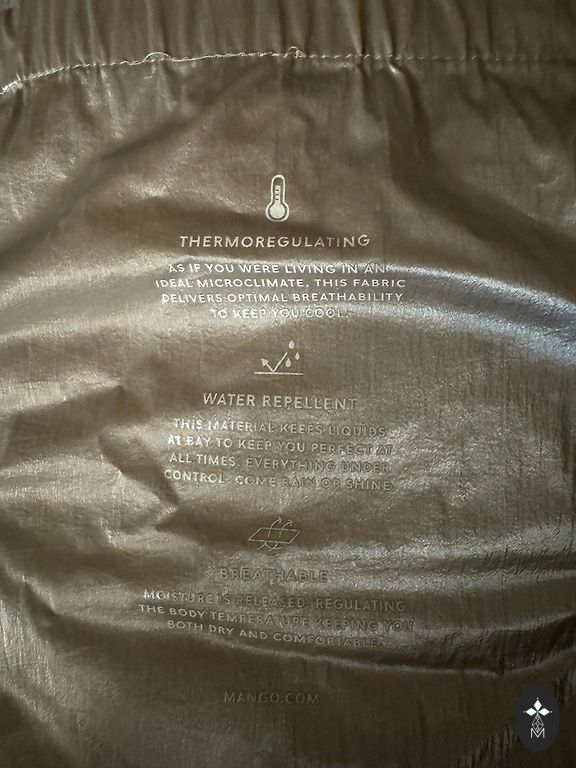 THERMOREGULATING
AS IF YOU WERE LIVING IN AN
IDEAL MICROCLIMATE, THIS FABRIC
DELIVERS OPTIMAL BREATHABILITY
TO KEEP YOU COOL.
WATER REPELLENT
THIS MATERIAL KEEPS LIQUIDS
AT BAY TO KEEP YOU PERFECT AT
ALL TIMES. EVERYTHING UNDER
CONTROL, COME RAIN OR SHINE.
BREATHABLE
MOISTURE IS RELEASED, REGULATING
THE BODY TEMPERATURE KEEPING YOU
BOTH DRY AND COMFORTABLE.
MANGO.COM
M